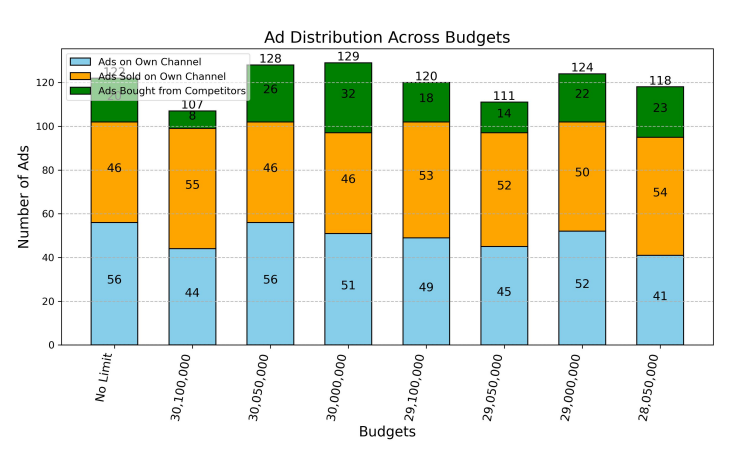 Ad Distribution Across Budgets
Ads on Own Channel
Ads Sold on Own Channel
Ads Bought from Competitors
122 107 128 129 120 111 124 118
20 8 26 32 18 14 22 23
46 55 46 46 53 52 50 54
56 44 56 51 49 45 52 41
Number of Ads
120
100
80
60
40
20
0
No Limit 30,100,000 30,050,000 30,000,000 29,100,000 29,050,000 29,000,000 28,050,000
Budgets